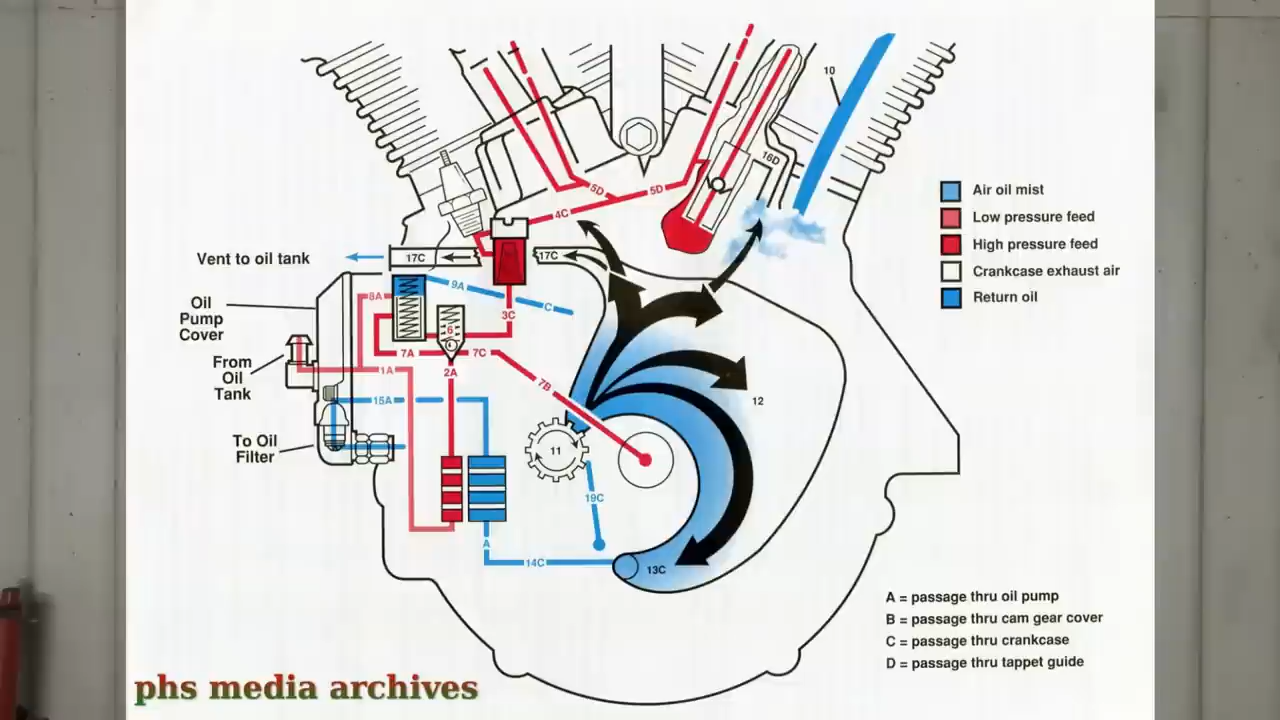 10
16D
5D
5D
4C
Air oil mist
Low pressure feed
High pressure feed
Crankcase exhaust air
Return oil
Vent to oil tank
17C
17C
9A
C
8A
Oil
Pump
Cover
3C
6
7A
7C
From
Oil
Tank
1A
2A
7B
15A
12
To Oil
Filter
11
19C
A
14C
13C
A = passage thru oil pump
B = passage thru cam gear cover
C = passage thru crankcase
D = passage thru tappet guide
phs media archives